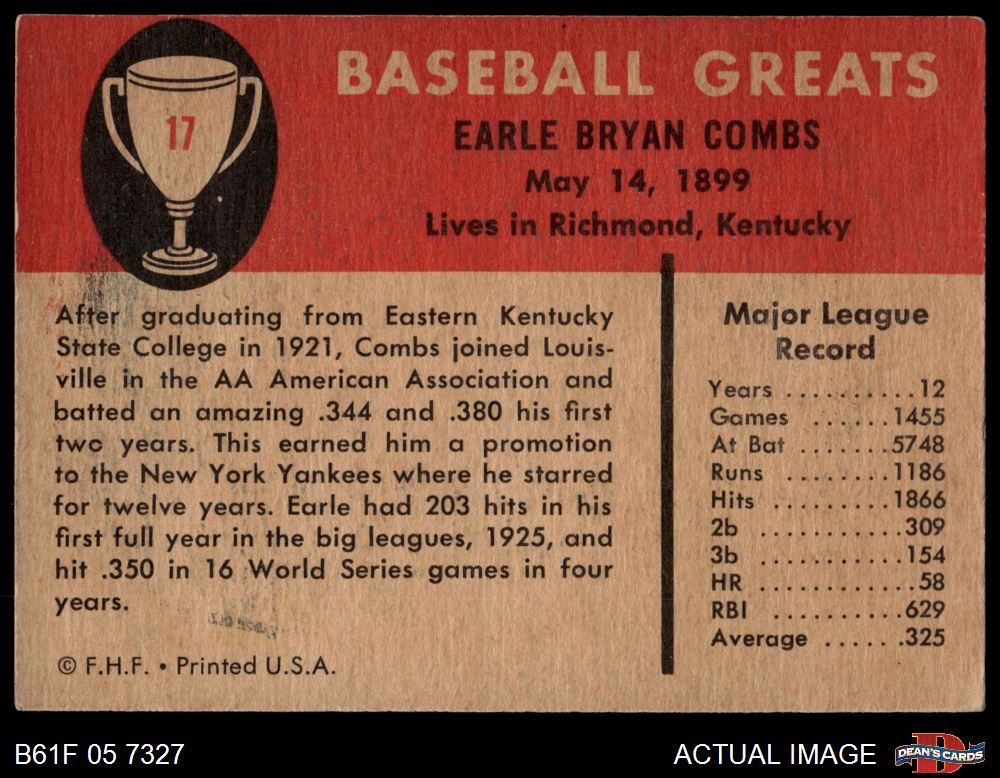 17
BASEBALL GREATS
EARLE BRYAN COMBS
May 14, 1899
Lives in Richmond, Kentucky
After graduating from Eastern Kentucky
State College in 1921, Combs joined Louis-
ville in the AA American Association and
batted an amazing .344 and .380 his first
two years. This earned him a promotion
to the New York Yankees where he starred
for twelve years. Earle had 203 hits in his
first full year in the big leagues, 1925, and
hit .350 in 16 World Series games in four
years.
© F.H.F. • Printed U.S.A.
Major League
Record
Years ..........12
Games ......1455
At Bat .......5748
Runs ........1186
Hits .........1866
2b ..........309
3b ..........154
HR ............58
RBI ..........629
Average ......325
B61F 05 7327
ACTUAL IMAGE
D
DEAN'S CARDS